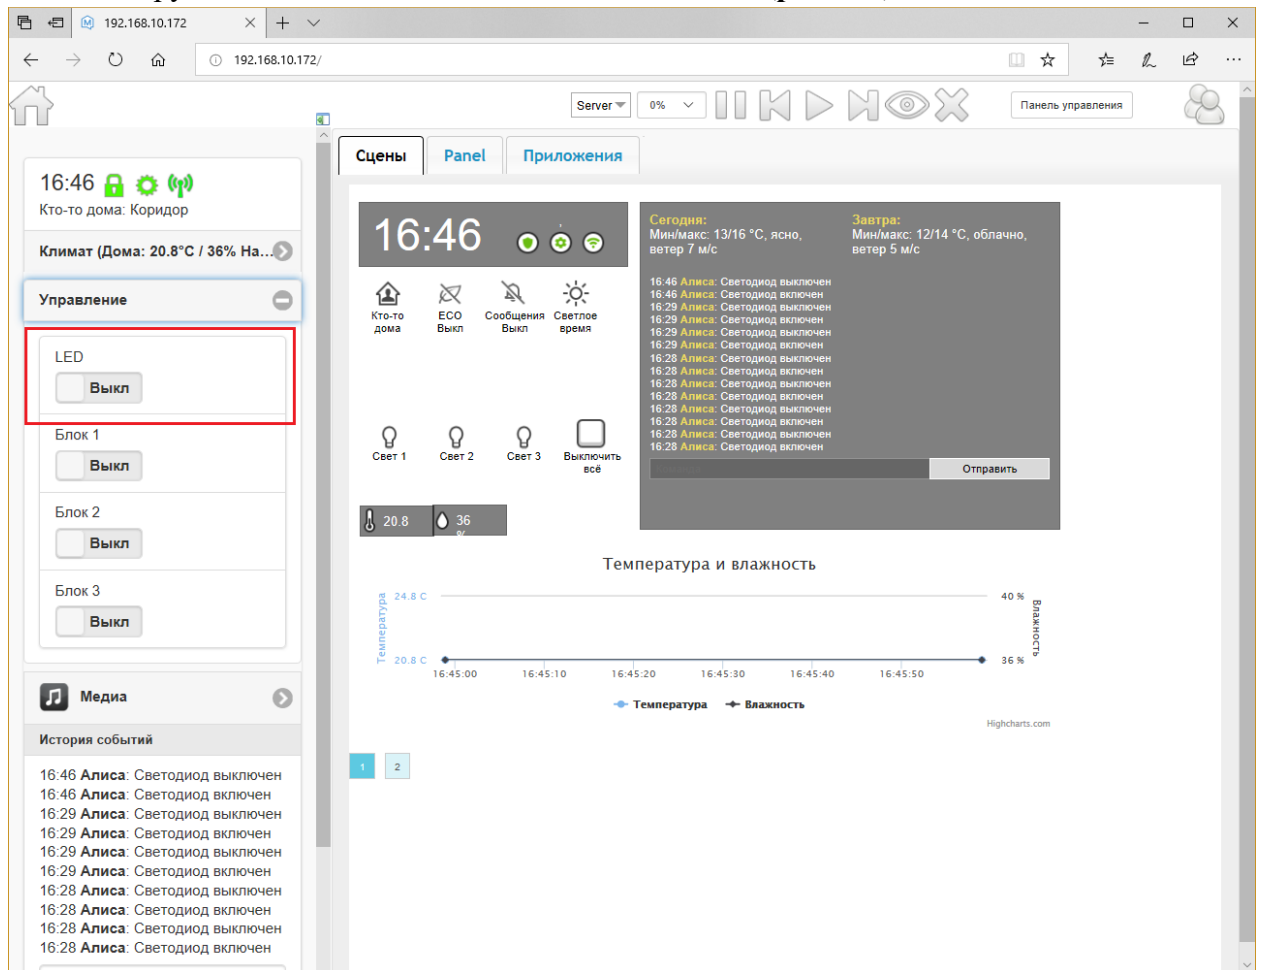 192.168.10.172
192.168.10.172/
Server
0%
Панель управления
Сцены
Panel
Приложения
16:46
Кто-то дома: Коридор
Климат (Дома: 20.8°C / 36% На...
Управление
LED
Выкл
Блок 1
Выкл
Блок 2
Выкл
Блок 3
Выкл
Медиа
История событий
16:46 Алиса: Светодиод выключен
16:46 Алиса: Светодиод включен
16:29 Алиса: Светодиод выключен
16:29 Алиса: Светодиод включен
16:29 Алиса: Светодиод выключен
16:29 Алиса: Светодиод включен
16:28 Алиса: Светодиод выключен
16:28 Алиса: Светодиод включен
16:28 Алиса: Светодиод выключен
16:28 Алиса: Светодиод включен
16:46
Кто-то
дома
ECO
Выкл
Сообщения
Выкл
Светлое
время
Свет 1
Свет 2
Свет 3
Выключить
всё
20.8
36
%
Сегодня:
Мин/макс: 13/16 °C, ясно,
ветер 7 м/с
Завтра:
Мин/макс: 12/14 °C, облачно,
ветер 5 м/с
16:46 Алиса: Светодиод выключен
16:46 Алиса: Светодиод включен
16:29 Алиса: Светодиод выключен
16:29 Алиса: Светодиод включен
16:29 Алиса: Светодиод выключен
16:29 Алиса: Светодиод включен
16:28 Алиса: Светодиод выключен
16:28 Алиса: Светодиод включен
16:28 Алиса: Светодиод выключен
16:28 Алиса: Светодиод включен
16:28 Алиса: Светодиод выключен
16:28 Алиса: Светодиод включен
16:28 Алиса: Светодиод выключен
16:28 Алиса: Светодиод включен
Отправить
Температура и влажность
Температура
24.8 C
20.8 C
40 %
36 %
Влажность
16:45:00
16:45:10
16:45:20
16:45:30
16:45:40
16:45:50
Температура
Влажность
Highcharts.com
1
2